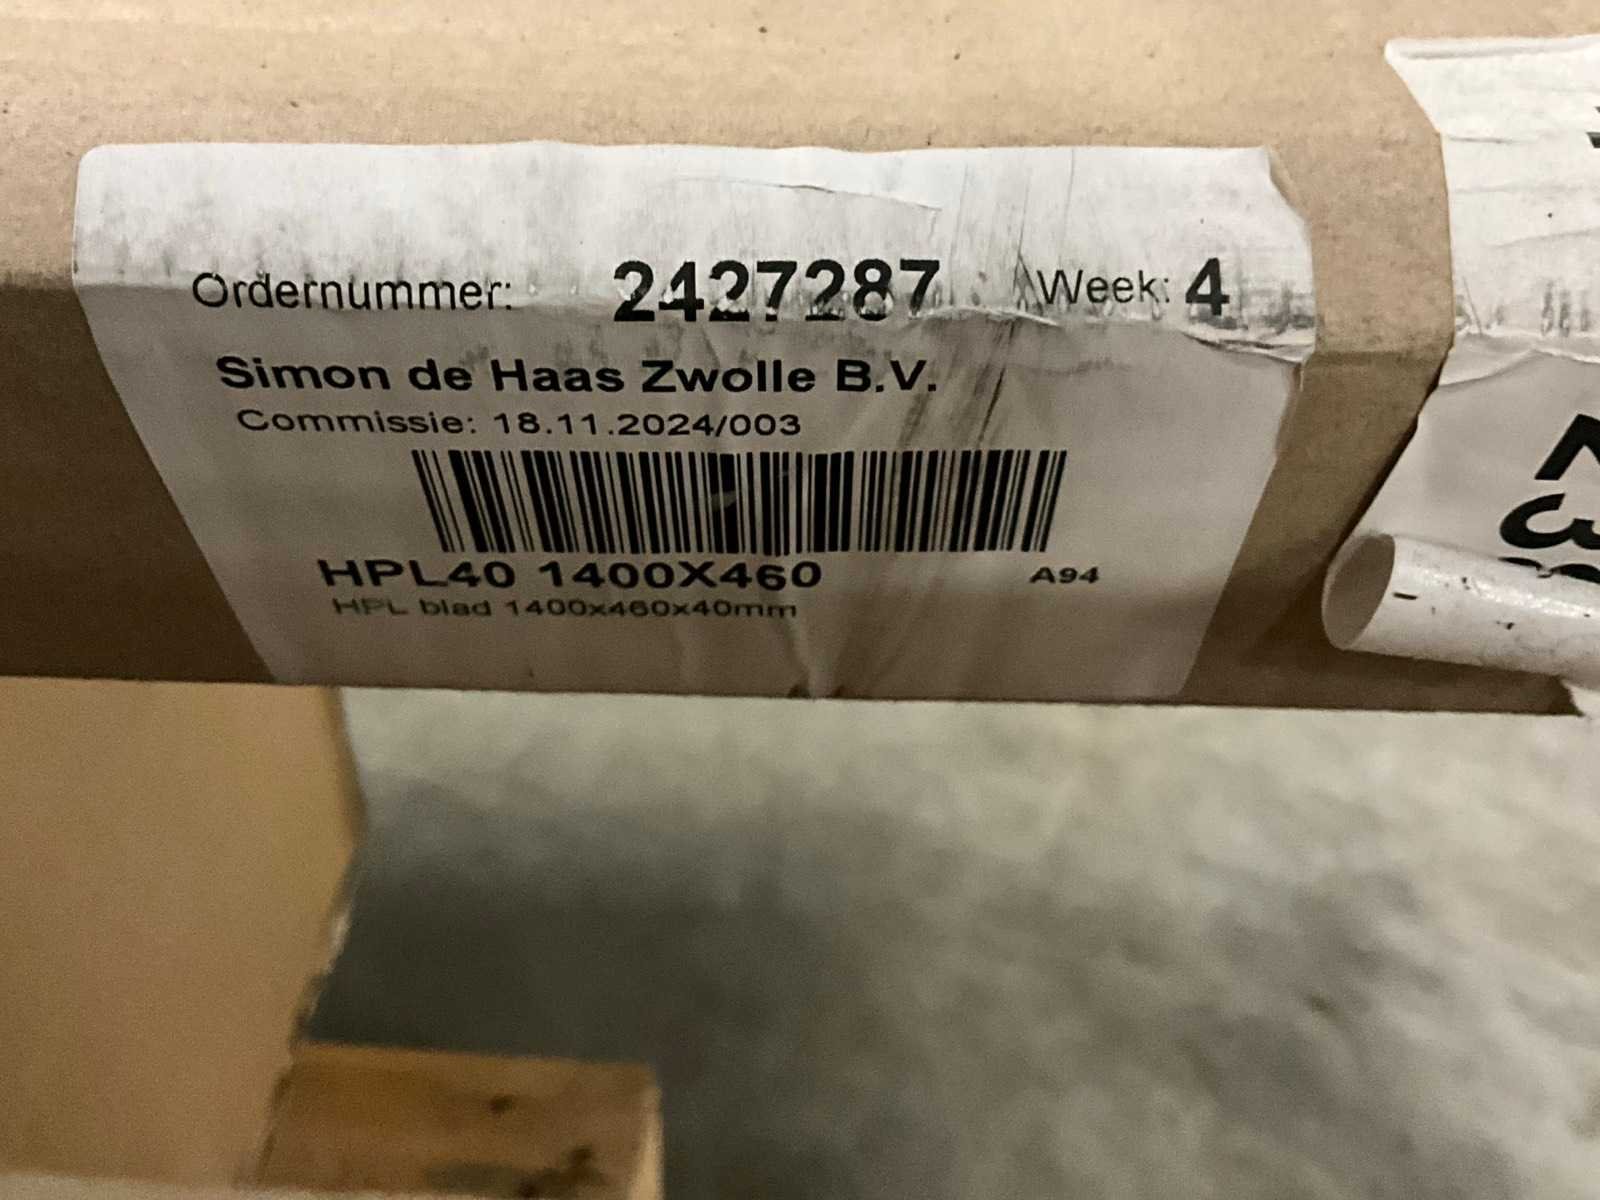 Ordernummer: 2427287 Week: 4
Simon de Haas Zwolle B.V.
Commissie: 18.11.2024/003
HPL40 1400X460 A94
HPL blad 1400x460x40mm